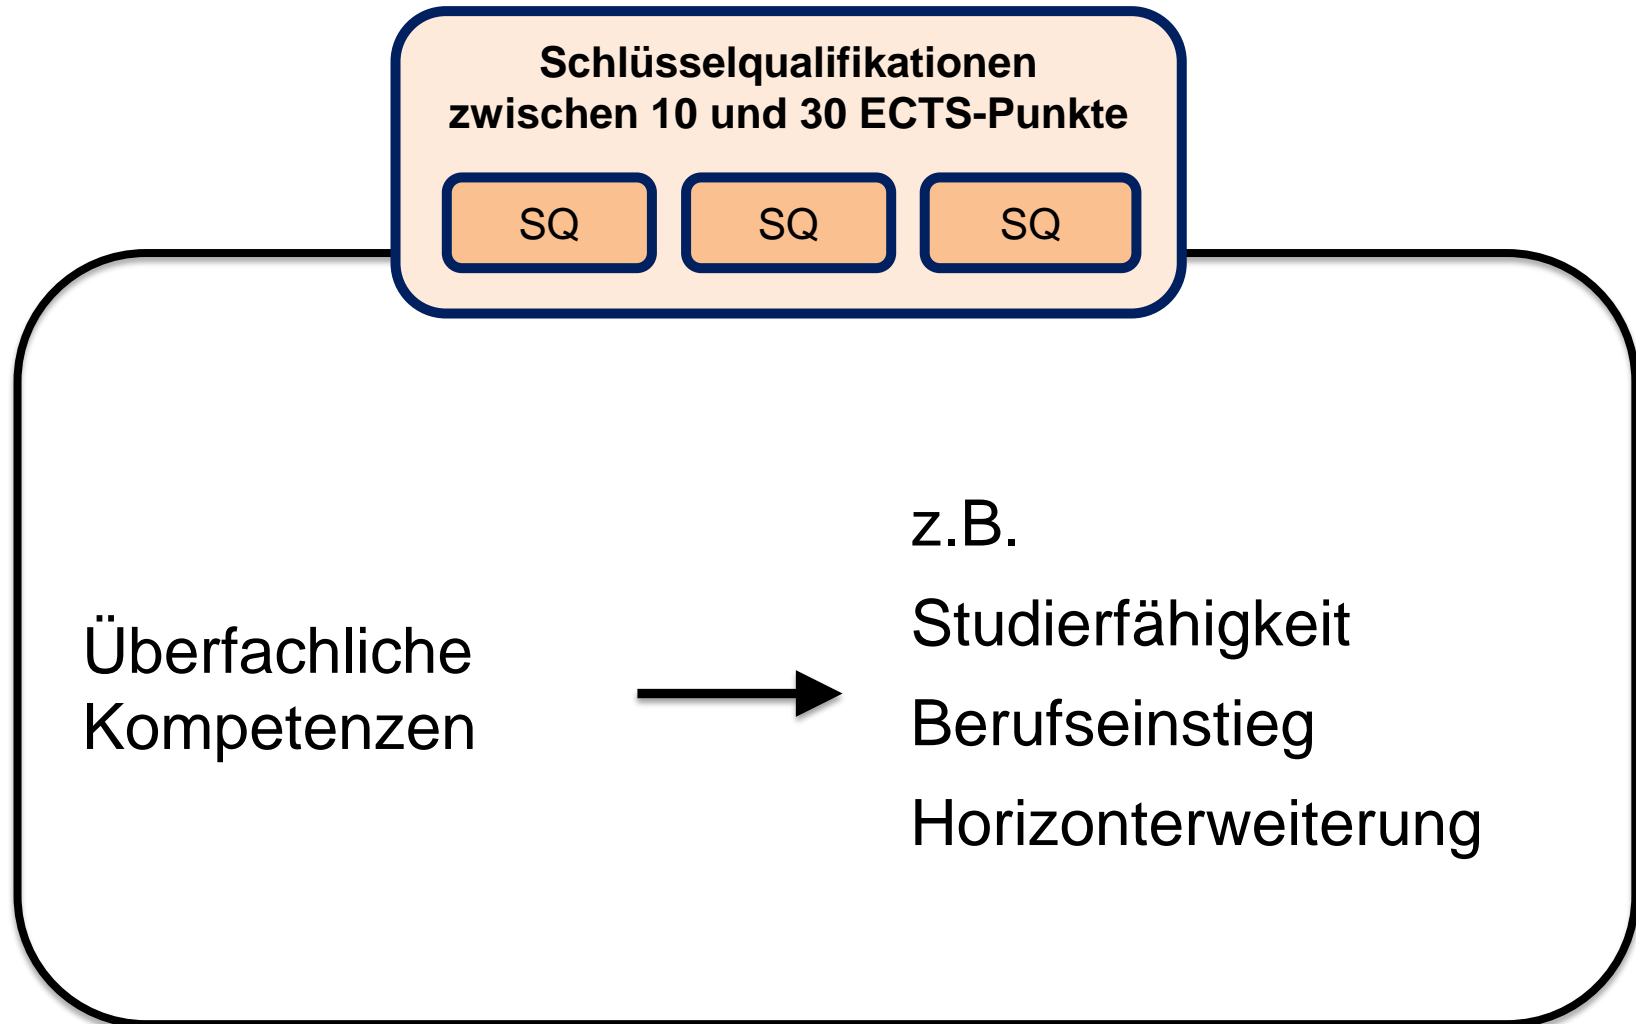 Schlüsselqualifikationen
zwischen 10 und 30 ECTS-Punkte
SQ
SQ
SQ
Überfachliche
Kompetenzen
z.B.
Studierfähigkeit
Berufseinstieg
Horizonterweiterung